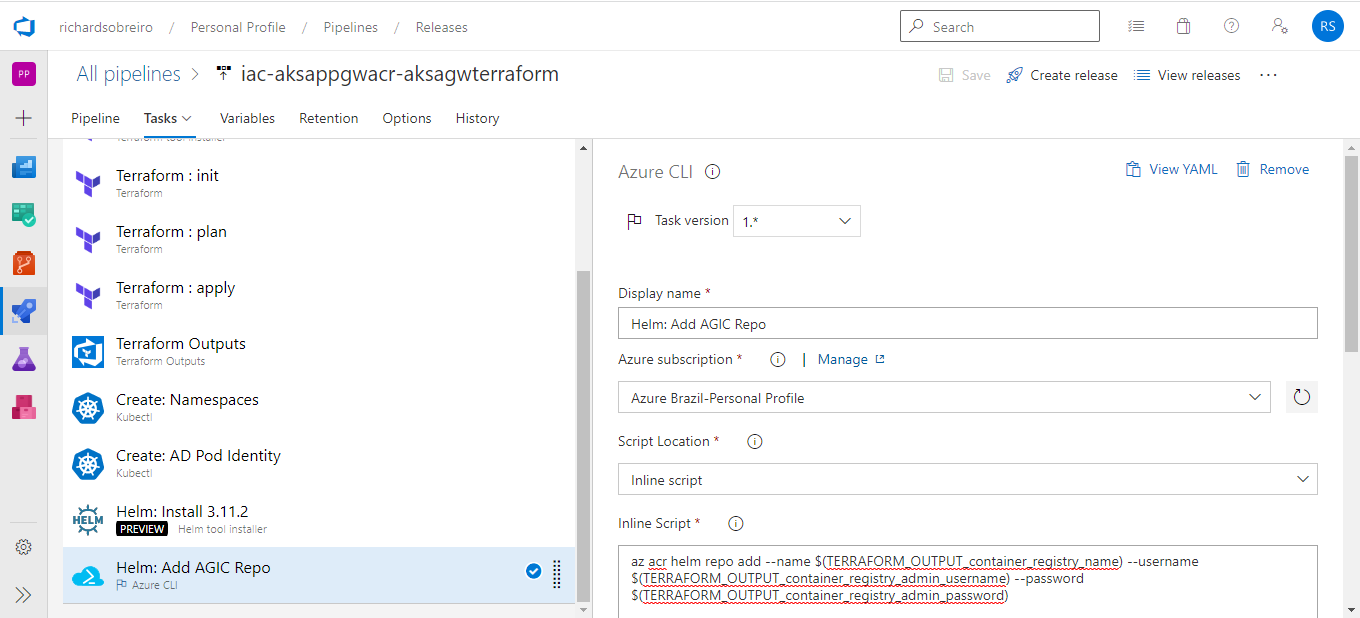 richardsobreiro / Personal Profile / Pipelines / Releases
Search
RS
PP
All pipelines > iac-aksappgwacr-aksagwterraform
Save
Create release
View releases
...
Pipeline
Tasks
Variables
Retention
Options
History
Terraform tool installer
Terraform : init
Terraform
Terraform : plan
Terraform
Terraform : apply
Terraform
Terraform Outputs
Terraform Outputs
Create: Namespaces
Kubectl
Create: AD Pod Identity
Kubectl
HELM
Helm: Install 3.11.2
PREVIEW Helm tool installer
Helm: Add AGIC Repo
Azure CLI
Azure CLI
View YAML
Remove
Task version 1.*
Display name *
Helm: Add AGIC Repo
Azure subscription * | Manage
Azure Brazil-Personal Profile
Script Location *
Inline script
Inline Script *
az acr helm repo add --name $(TERRAFORM_OUTPUT_container_registry_name) --username
$(TERRAFORM_OUTPUT_container_registry_admin_username) --password
$(TERRAFORM_OUTPUT_container_registry_admin_password)